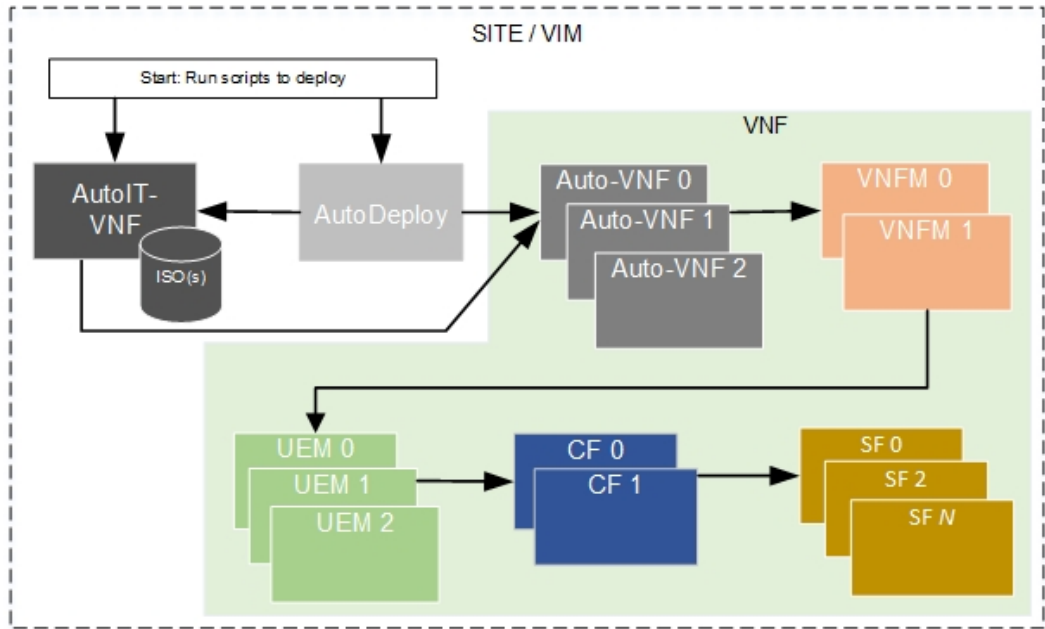 SITE / VIM
Start: Run scripts to deploy
VNF
AutoIT-
VNF
ISO(s)
AutoDeploy
Auto-VNF 0
Auto-VNF 1
Auto-VNF 2
VNFM 0
VNFM 1
UEM 0
UEM 1
UEM 2
CF 0
CF 1
SF 0
SF 2
SF N